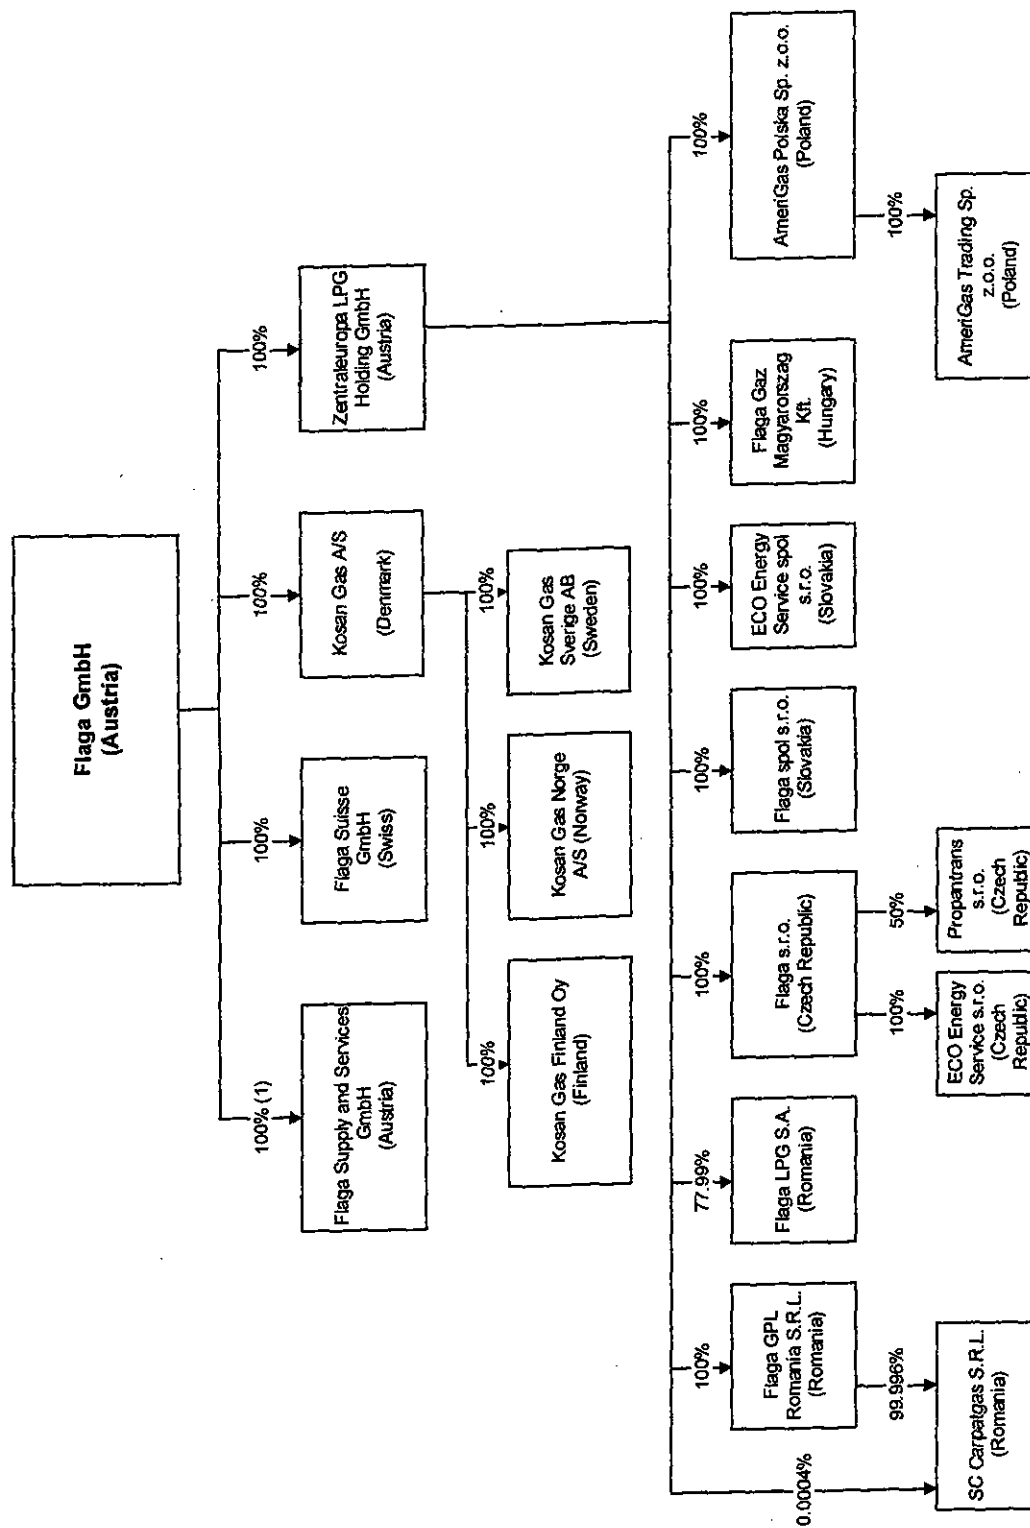 Flaga GmbH
(Austria)
100% (1)
100%
100%
100%
Flaga Supply and Services
GmbH
(Austria)
Flaga Suisse
GmbH
(Swiss)
Kosan Gas A/S
(Denmark)
Zentraleuropa LPG
Holding GmbH
(Austria)
100%
100%
100%
Kosan Gas Finland Oy
(Finland)
Kosan Gas Norge
A/S (Norway)
Kosan Gas
Sverige AB
(Sweden)
100%
77.99%
100%
100%
100%
100%
100%
Flaga GPL
Romania S.R.L.
(Romania)
Flaga LPG S.A.
(Romania)
Flaga s.r.o.
(Czech Republic)
Flaga spol s.r.o.
(Slovakia)
ECO Energy
Service spol
s.r.o.
(Slovakia)
Flaga Gaz
Magyarorszag
Kft.
(Hungary)
AmeriGas Polska Sp. z.o.o.
(Poland)
0.0004%
99.996%
100%
50%
100%
SC Carpatgas S.R.L.
(Romania)
ECO Energy
Service s.r.o.
(Czech
Republic)
Propantrans
s.r.o.
(Czech
Republic)
AmeriGas Trading Sp.
z.o.o.
(Poland)